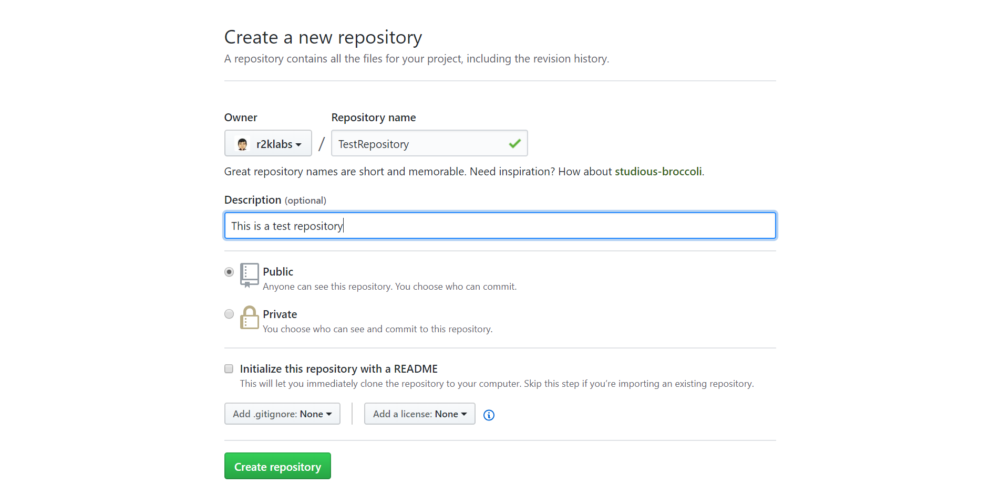 Create a new repository
A repository contains all the files for your project, including the revision history.
Owner Repository name
r2klabs / TestRepository
Great repository names are short and memorable. Need inspiration? How about studious-broccoli.
Description (optional)
This is a test repository
Public
Anyone can see this repository. You choose who can commit.
Private
You choose who can see and commit to this repository.
Initialize this repository with a README
This will let you immediately clone the repository to your computer. Skip this step if you’re importing an existing repository.
Add .gitignore: None Add a license: None
Create repository